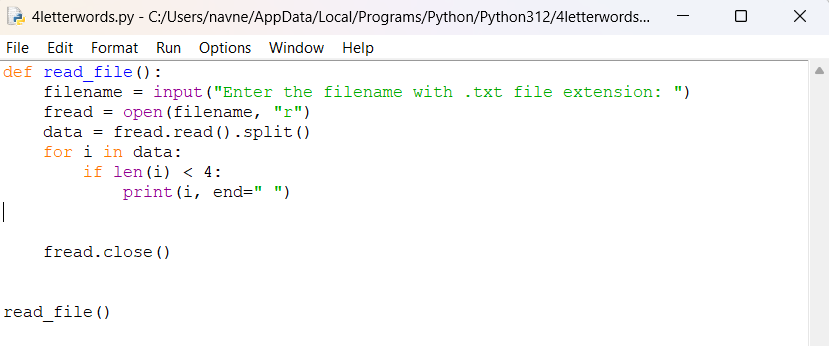 4letterwords.py - C:/Users/navne/AppData/Local/Programs/Python/Python312/4letterwords...
File Edit Format Run Options Window Help
def read_file():
    filename = input("Enter the filename with .txt file extension: ")
    fread = open(filename, "r")
    data = fread.read().split()
    for i in data:
        if len(i) < 4:
            print(i, end=" ")
    fread.close()
read_file()